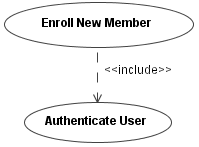 Enroll New Member
<<include>>
Authenticate User